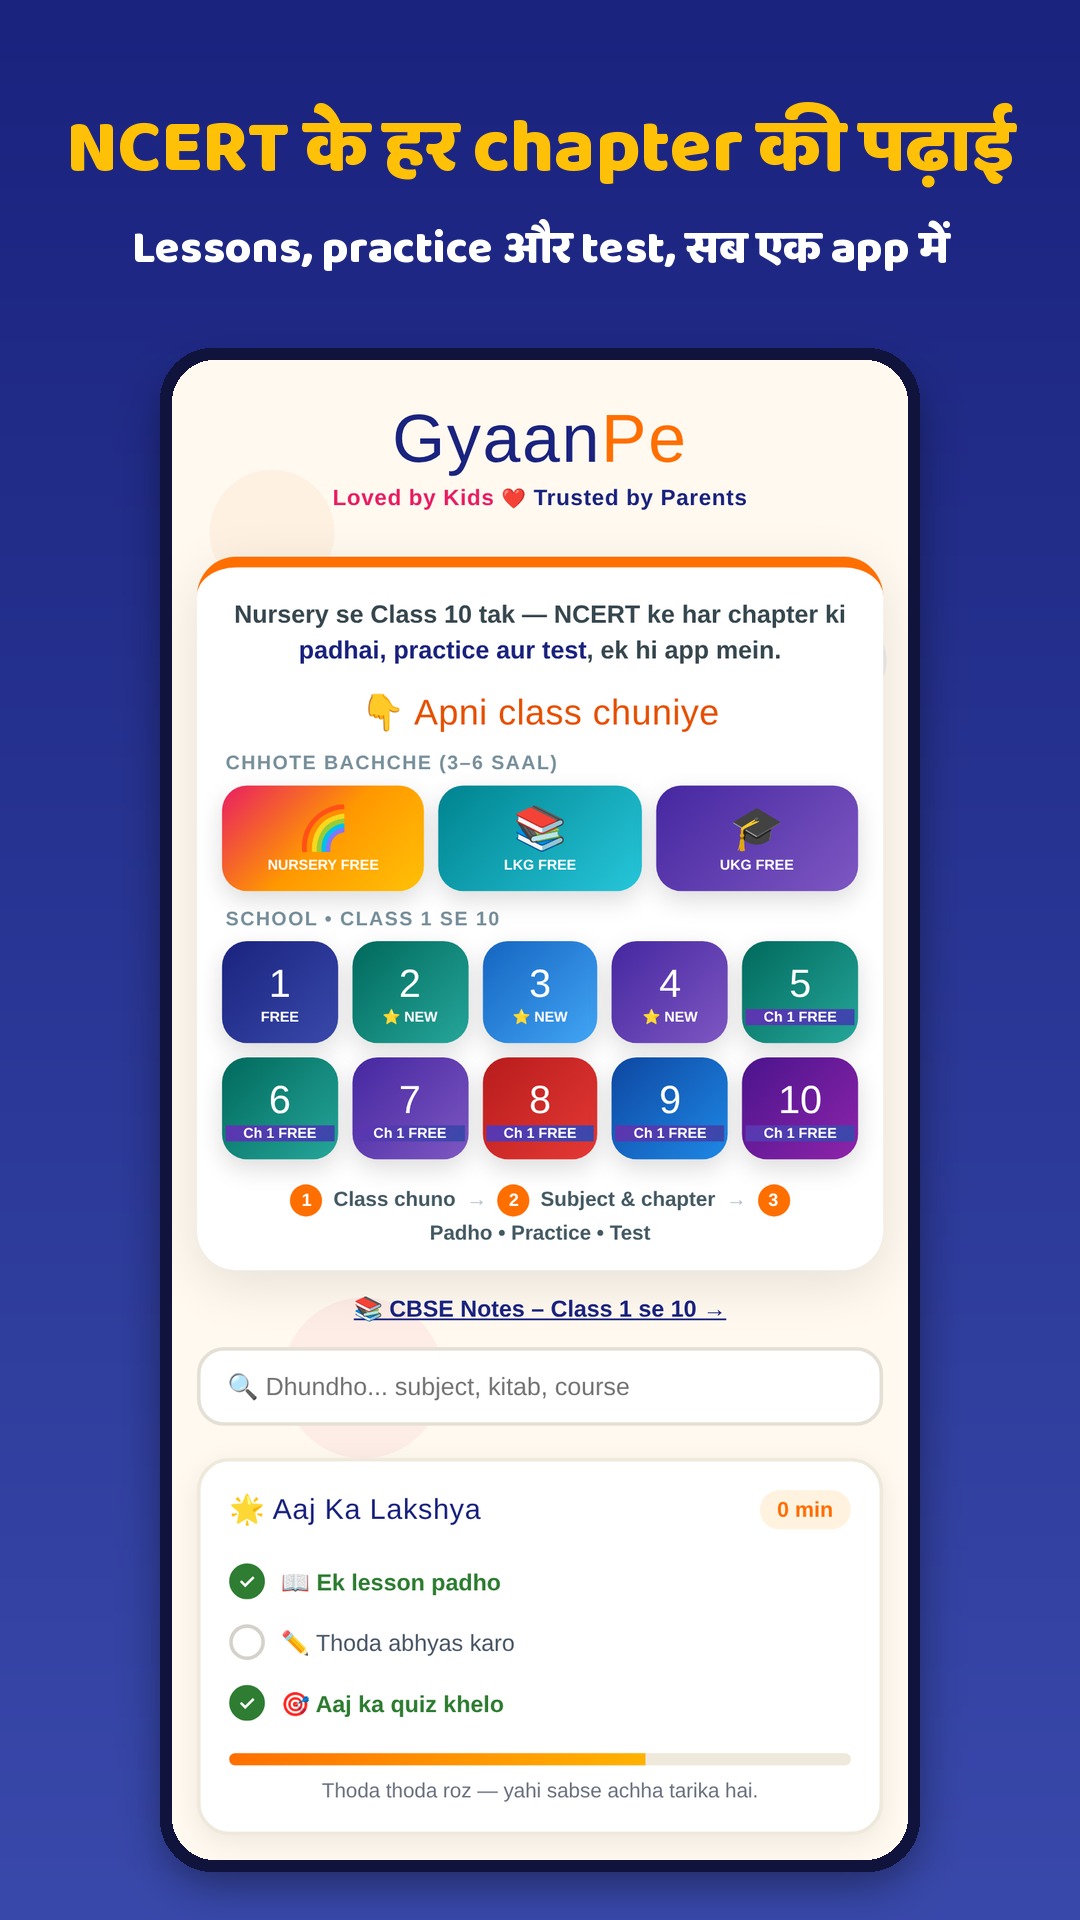 NCERT के हर chapter की पढ़ाई
Lessons, practice और test, सब एक app में
GyaanPe
Loved by Kids ❤️ Trusted by Parents
Nursery se Class 10 tak — NCERT ke har chapter ki
padhai, practice aur test, ek hi app mein.
👇 Apni class chuniye
CHHOTE BACHCHE (3–6 SAAL)
NURSERY FREE
LKG FREE
UKG FREE
SCHOOL • CLASS 1 SE 10
1 2 3 4 5
FREE ⭐ NEW ⭐ NEW ⭐ NEW Ch 1 FREE
6 7 8 9 10
Ch 1 FREE Ch 1 FREE Ch 1 FREE Ch 1 FREE Ch 1 FREE
1 Class chuno → 2 Subject & chapter → 3
Padho • Practice • Test
📚 CBSE Notes – Class 1 se 10 →
🔍 Dhundho... subject, kitab, course
🌟 Aaj Ka Lakshya
0 min
📖 Ek lesson padho
✏️ Thoda abhyas karo
🎯 Aaj ka quiz khelo
Thoda thoda roz — yahi sabse achha tarika hai.